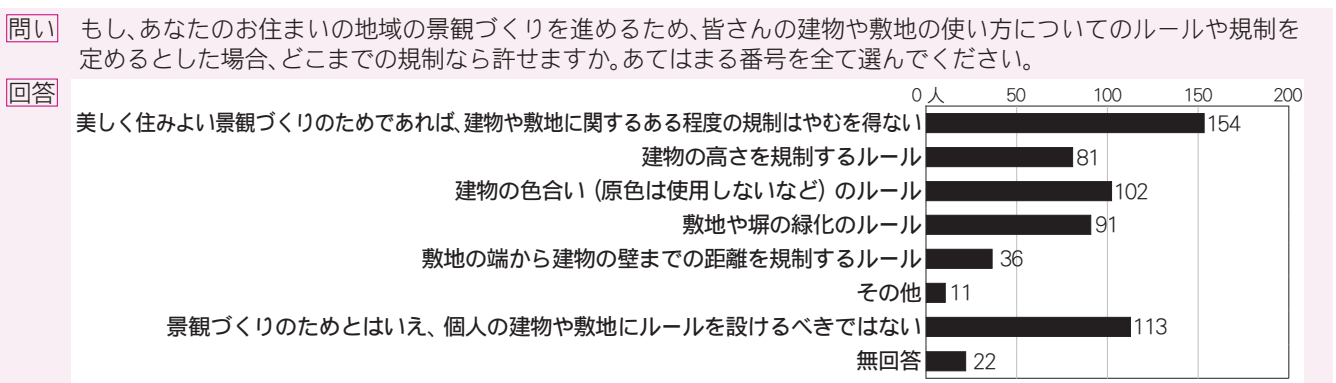 問い もし、あなたのお住まいの地域の景観づくりを進めるため、皆さんの建物や敷地の使い方についてのルールや規制を
定めるとした場合、どこまでの規制なら許せますか。あてはまる番号を全て選んでください。
回答
0人 50 100 150 200
美しく住みよい景観づくりのためであれば、建物や敷地に関するある程度の規制はやむを得ない 154
建物の高さを規制するルール 81
建物の色合い（原色は使用しないなど）のルール 102
敷地や塀の緑化のルール 91
敷地の端から建物の壁までの距離を規制するルール 36
その他 11
景観づくりのためとはいえ、個人の建物や敷地にルールを設けるべきではない 113
無回答 22